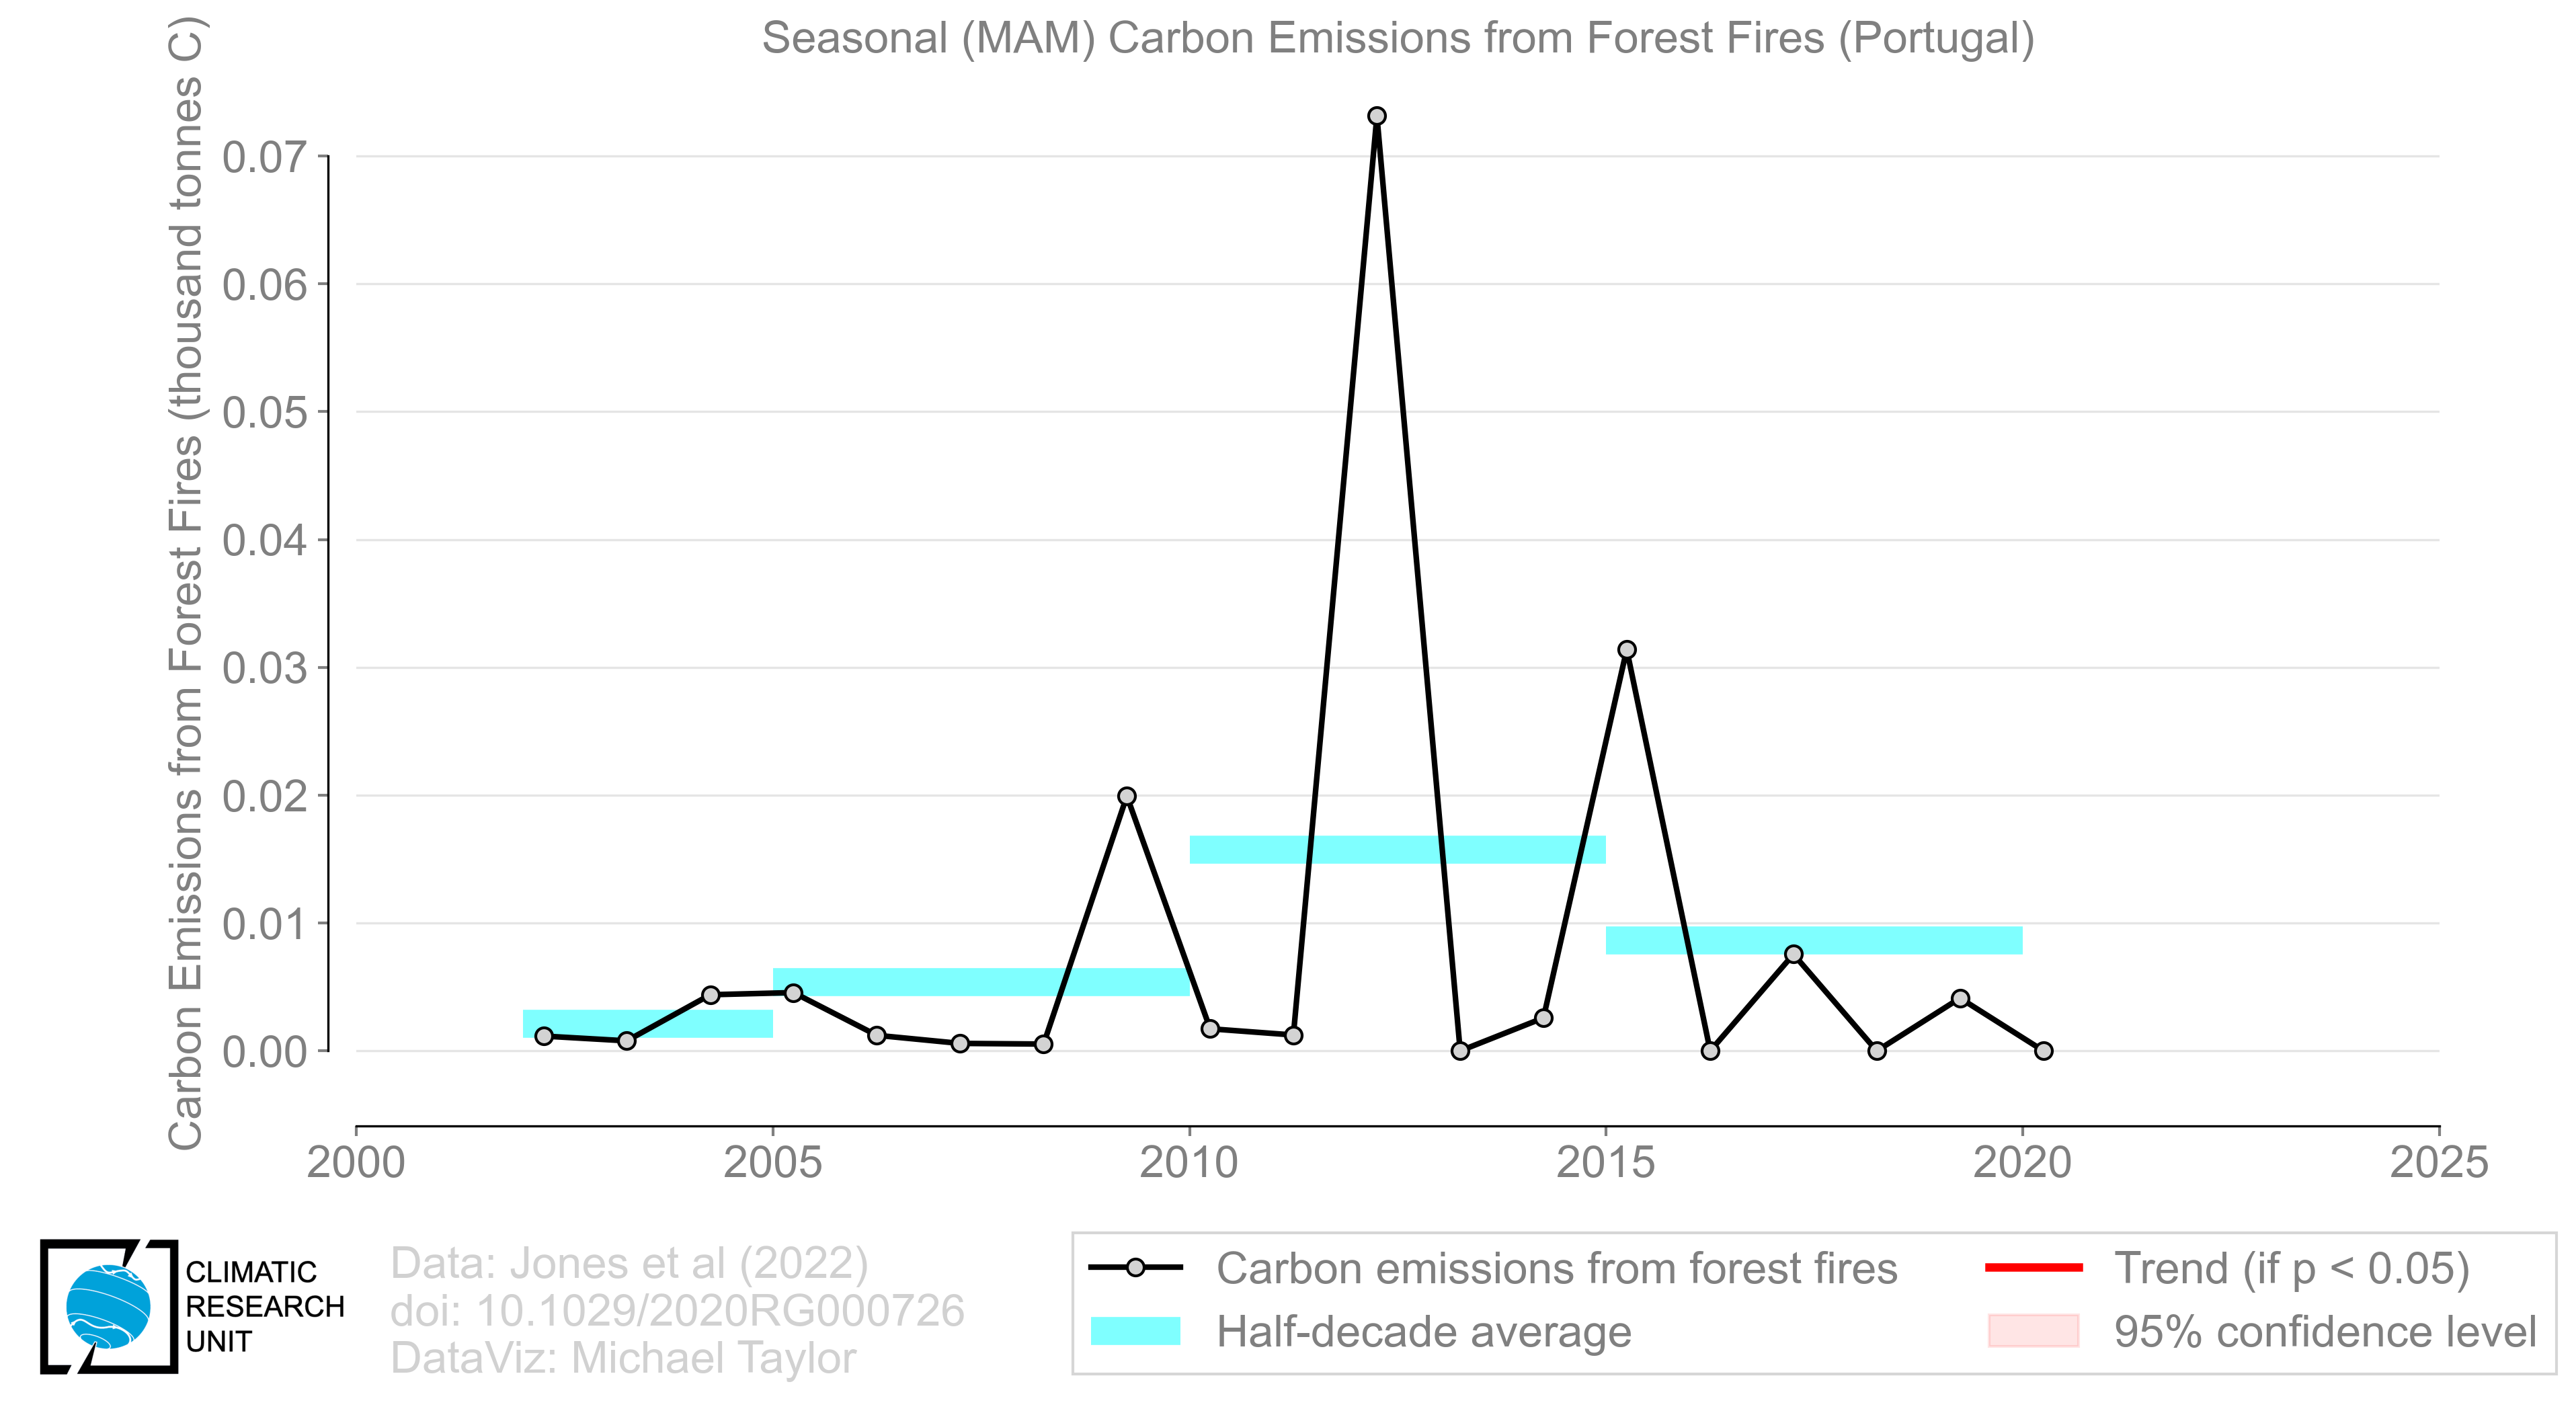 Seasonal (MAM) Carbon Emissions from Forest Fires (Portugal)
Carbon Emissions from Forest Fires (thousand tonnes C)
0.07
0.06
0.05
0.04
0.03
0.02
0.01
0.00
2000
2005
2010
2015
2020
2025
CLIMATIC
RESEARCH
UNIT
Data: Jones et al (2022)
doi: 10.1029/2020RG000726
DataViz: Michael Taylor
Carbon emissions from forest fires
Half-decade average
Trend (if p < 0.05)
95% confidence level